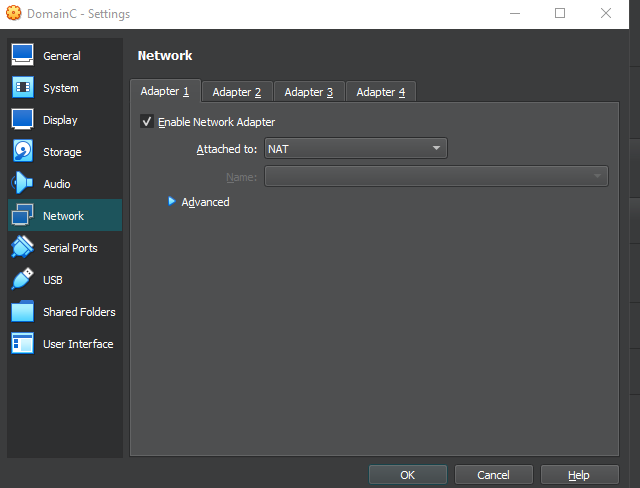 DomainC - Settings
General
System
Display
Storage
Audio
Network
Serial Ports
USB
Shared Folders
User Interface
Network
Adapter 1
Adapter 2
Adapter 3
Adapter 4
Enable Network Adapter
Attached to: NAT
Name:
Advanced
OK
Cancel
Help